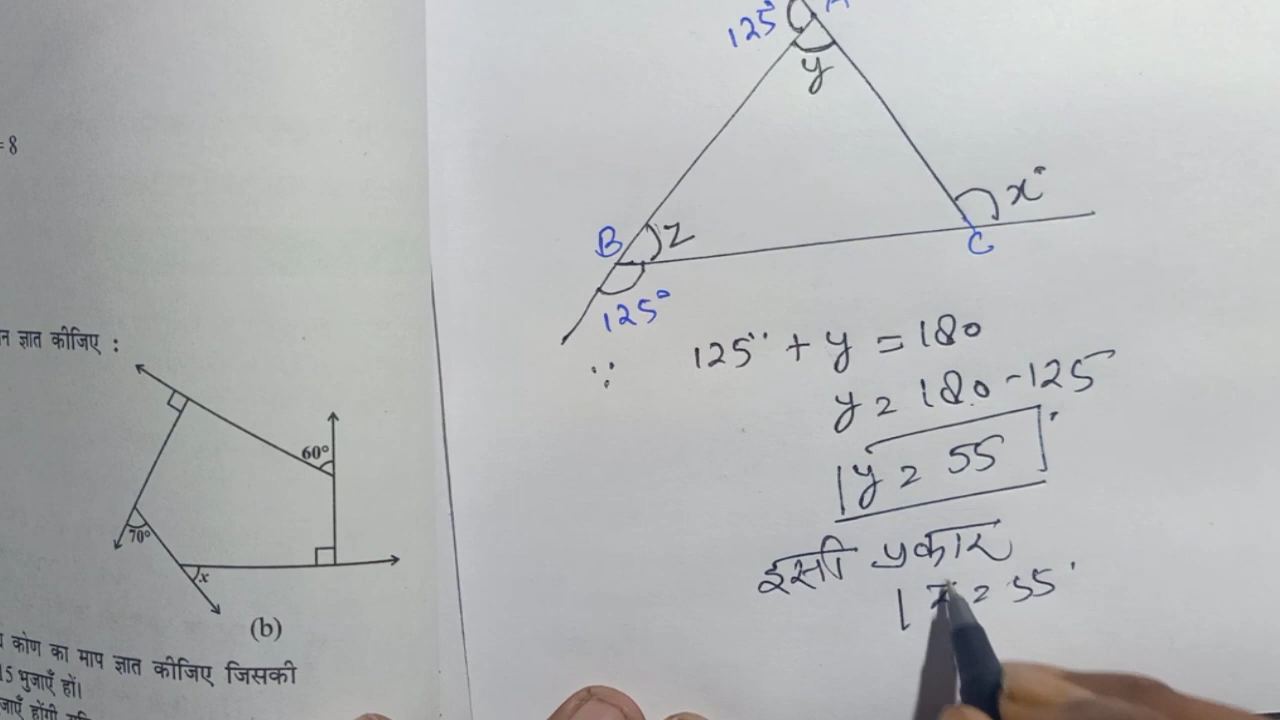 = 8
न ज्ञात कीजिए :
60°
70°
x
(b)
कोण का माप ज्ञात कीजिए जिसकी
15 भुजाएँ हों।
125°
y
B
z
x°
C
125°
∵ 125° + y = 180
y = 180 - 125
y = 55
इसी प्रकार
z = 55